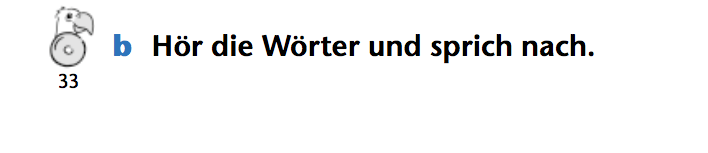 b Hör die Wörter und sprich nach.
33